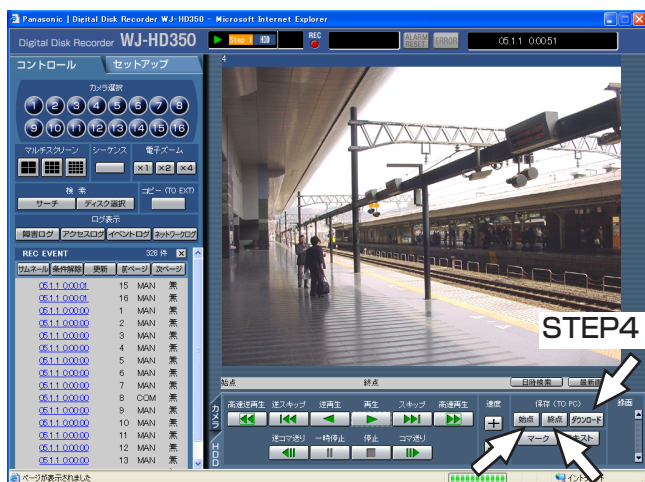 Panasonic | Digital Disk Recorder WJ-HD350 - Microsoft Internet Explorer
Digital Disk Recorder WJ-HD350
Step 1 HDD
REC
ALARM RESET
ERROR
05.1.1 0:00:51
コントロール セットアップ
4
カメラ選択
1 2 3 4 5 6 7 8
9 10 11 12 13 14 15 16
マルチスクリーン シーケンス 電子ズーム
×1 ×2 ×4
検索 コピー (TO EXT)
サーチ ディスク選択
ログ表示
障害ログ アクセスログ イベントログ ネットワークログ
REC EVENT 328 件 X
サムネール 条件解除 更新 前ページ 次ページ
05.1.1 0:00:01 15 MAN 無
05.1.1 0:00:01 16 MAN 無
05.1.1 0:00:00 1 MAN 無
05.1.1 0:00:00 2 MAN 無
05.1.1 0:00:00 3 MAN 無
05.1.1 0:00:00 4 MAN 無
05.1.1 0:00:00 5 MAN 無
05.1.1 0:00:00 6 MAN 無
05.1.1 0:00:00 7 MAN 無
05.1.1 0:00:00 8 COM 無
05.1.1 0:00:00 9 MAN 無
05.1.1 0:00:00 10 MAN 無
05.1.1 0:00:00 11 MAN 無
05.1.1 0:00:00 12 MAN 無
05.1.1 0:00:00 13 MAN 無
STEP4
始点 終点 日時検索
カメラ
HDD
高速逆再生 逆スキップ 逆再生 再生 スキップ 高速再生 速度 保存 (TO PC) 録画
始点 終点 ダウンロード
逆コマ送り 一時停止 停止 コマ送り
マーク
ページが表示されました